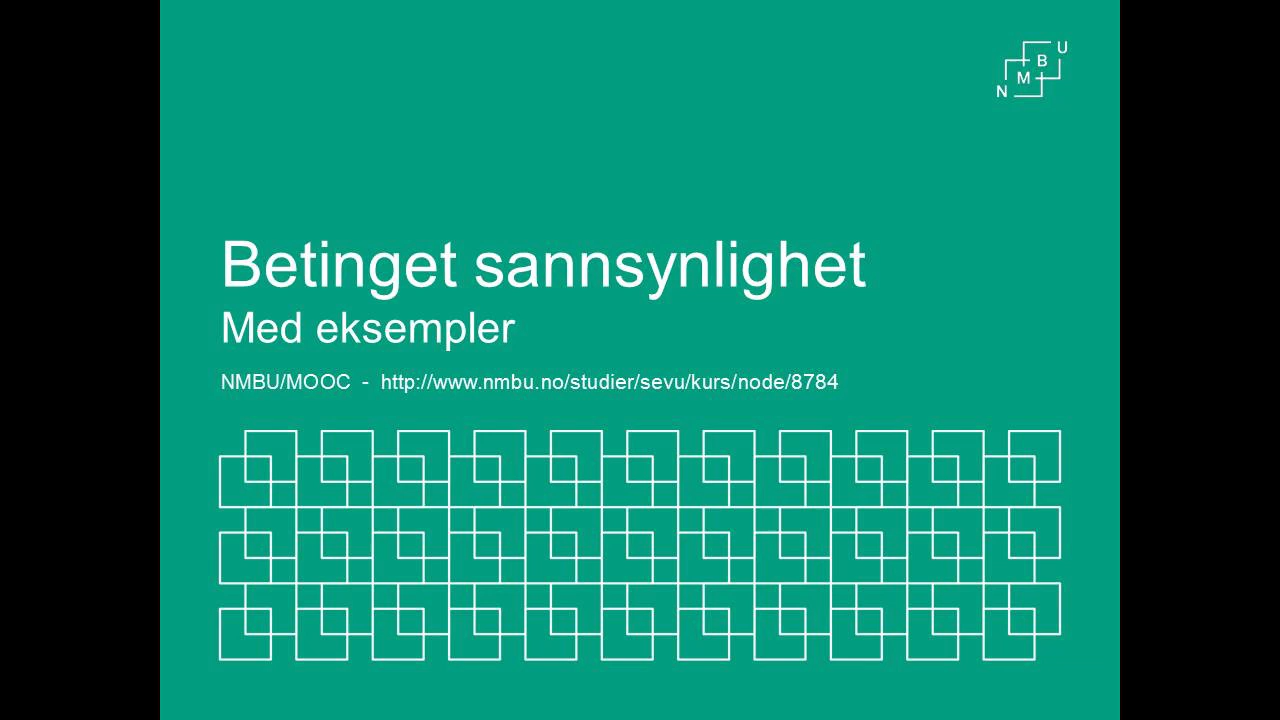 N M B U
Betinget sannsynlighet
Med eksempler
NMBU/MOOC - http://www.nmbu.no/studier/sevu/kurs/node/8784